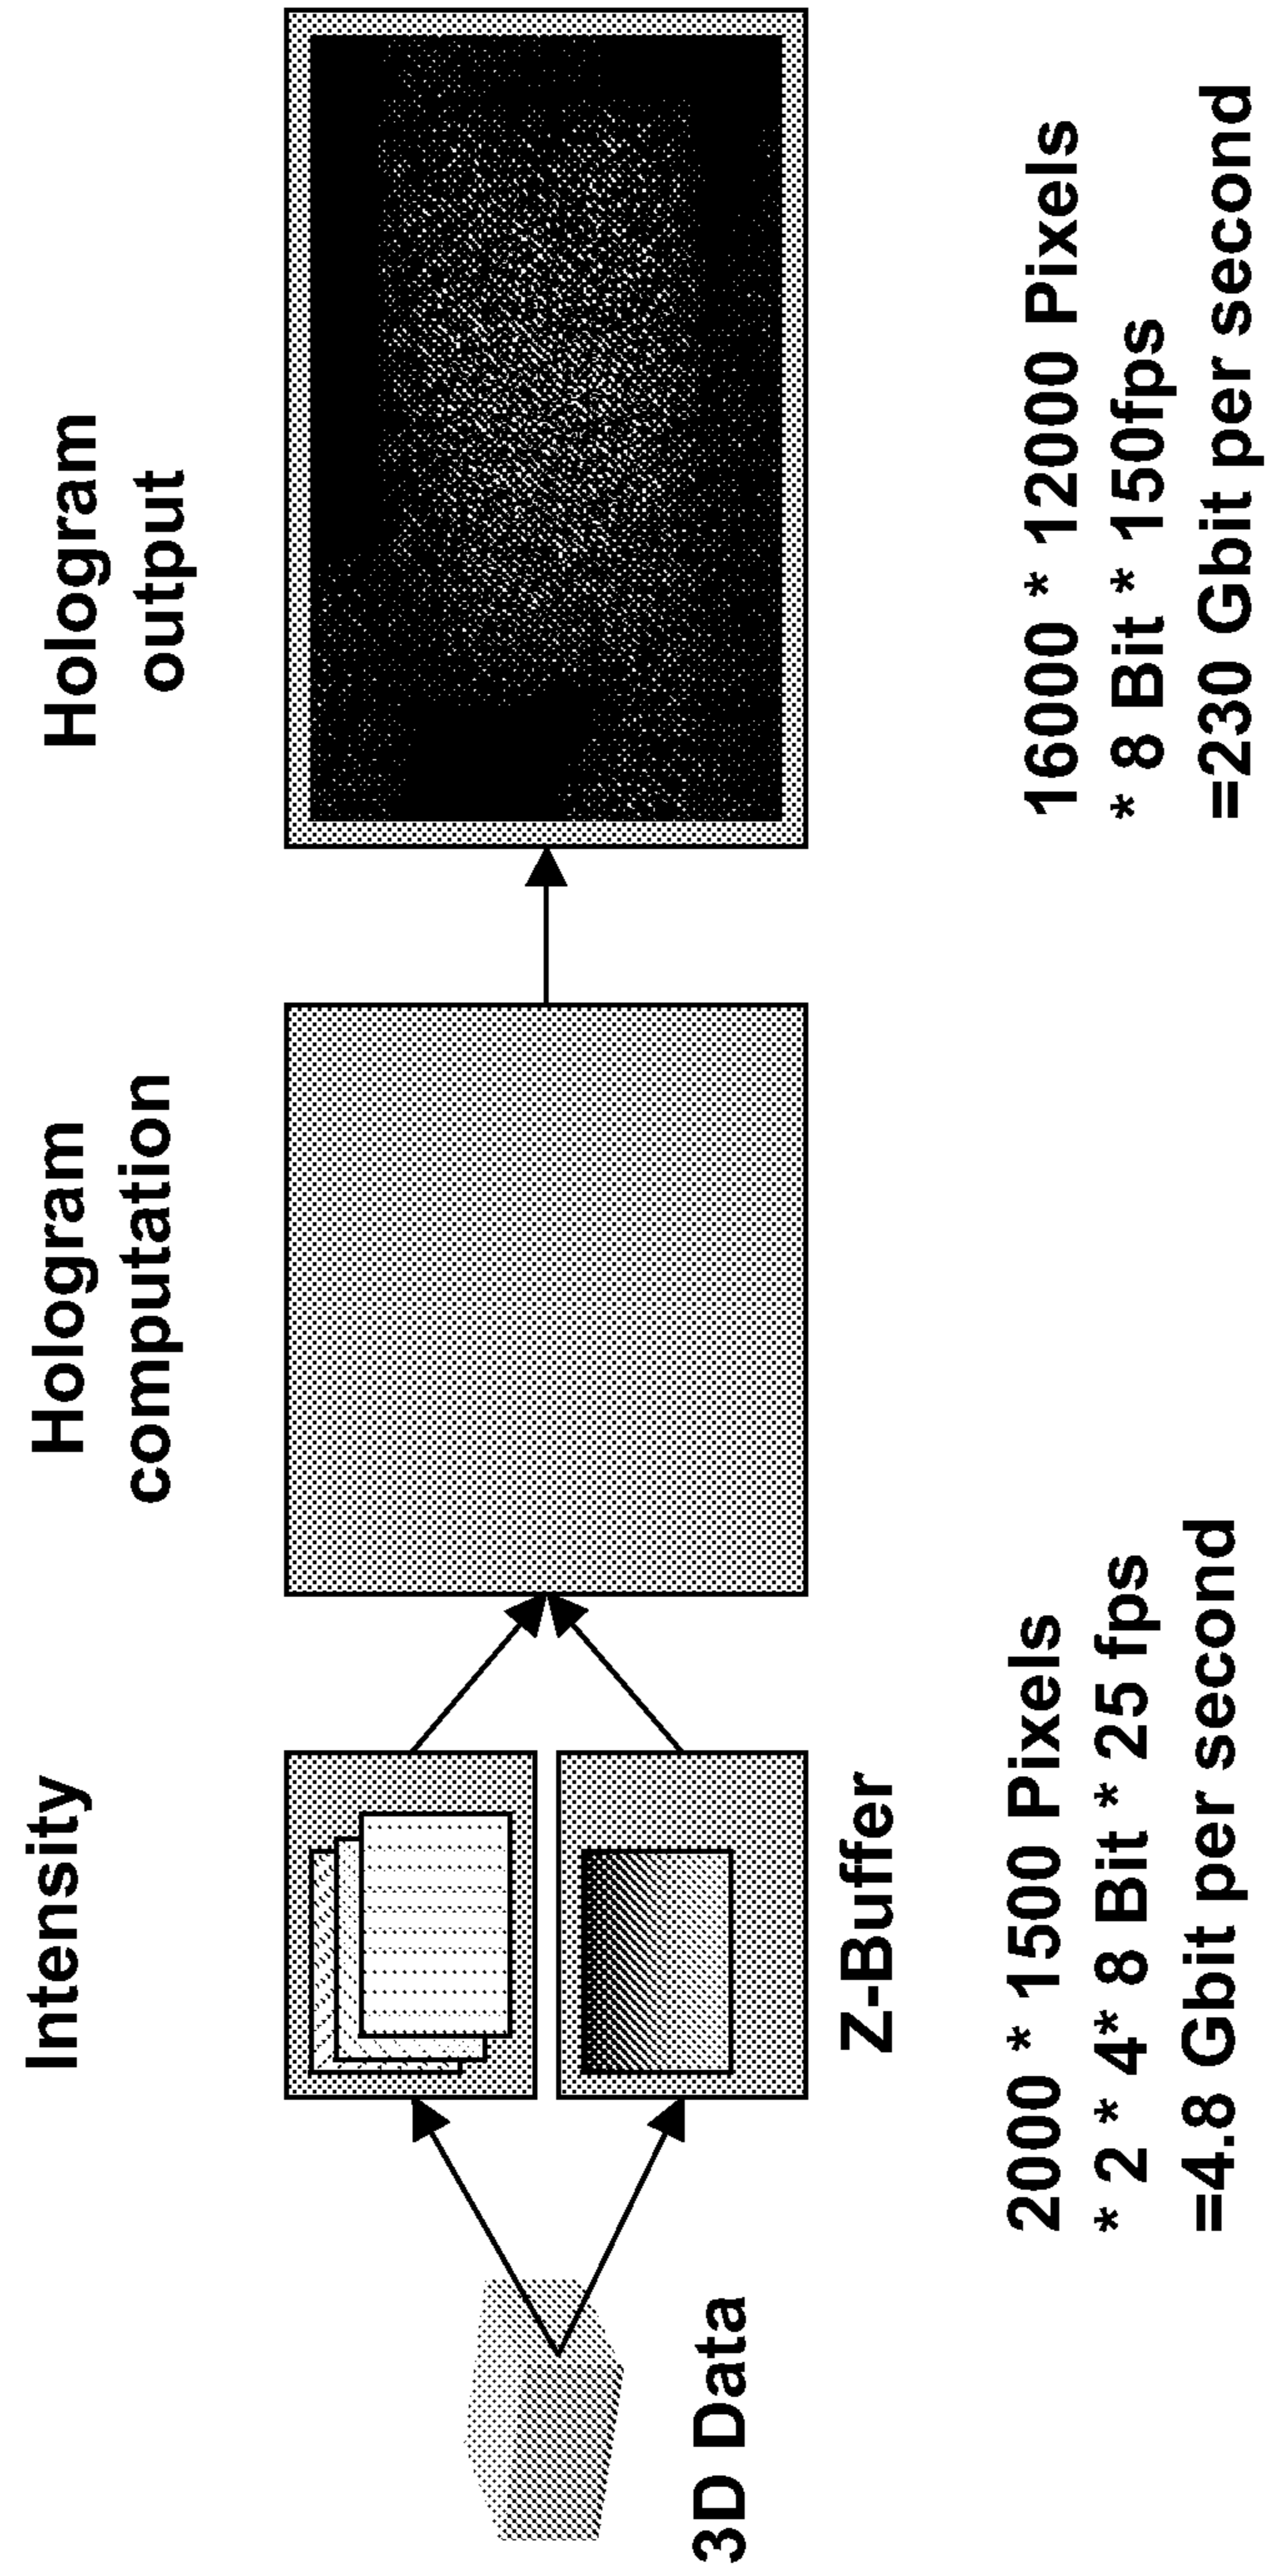 3D Data
Intensity
Z-Buffer
2000 * 1500 Pixels
* 2 * 4* 8 Bit * 25 fps
=4.8 Gbit per second
Hologram
computation
Hologram
output
16000 * 12000 Pixels
* 8 Bit * 150fps
=230 Gbit per second